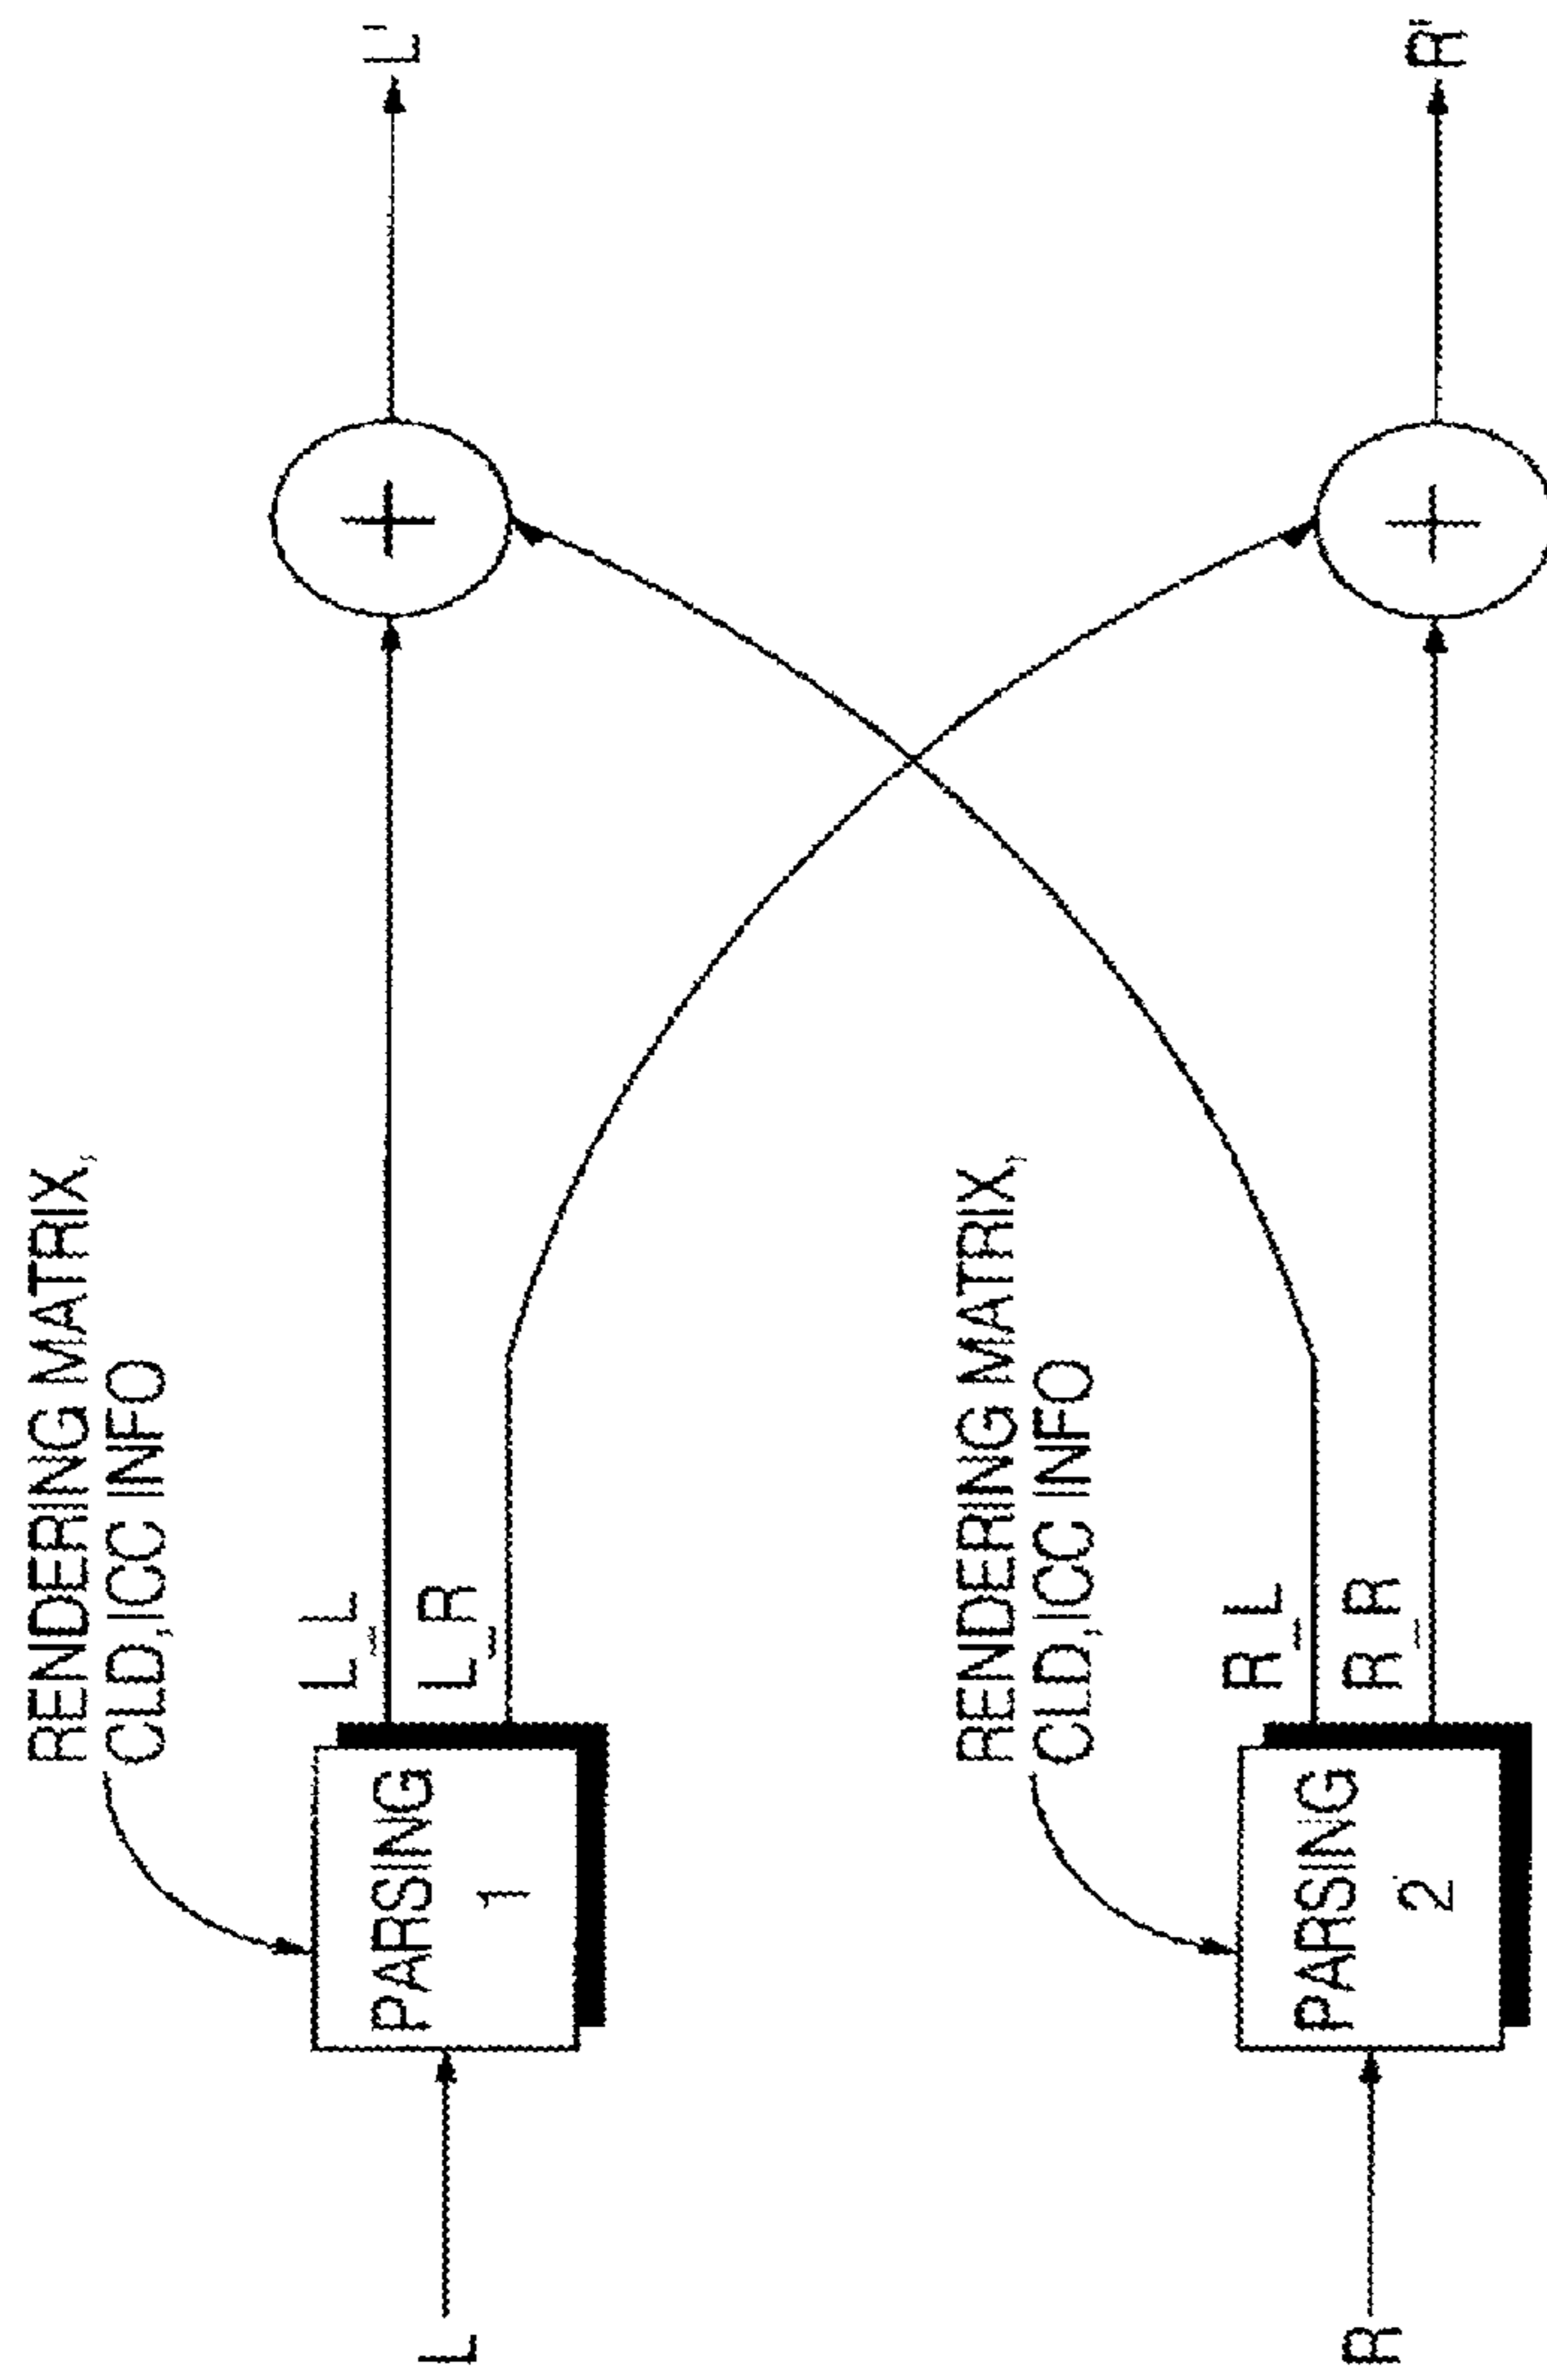 RENDERING MATRIX,
CLD,ICC INFO
L
PARSING
1
L_L
L_R
+
L'
RENDERING MATRIX,
CLD,ICC INFO
R
PARSING
2
R_L
R_R
+
R'